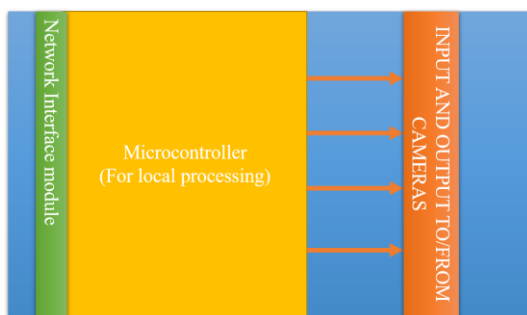 Network Interface module
Microcontroller
(For local processing)
INPUT AND OUTPUT TO/FROM
CAMERAS